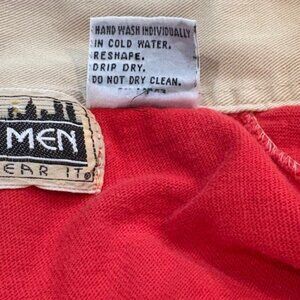 HAND WASH INDIVIDUALLY
IN COLD WATER.
RESHAPE.
DRIP DRY.
DO NOT DRY CLEAN.
MEN
EAR IT